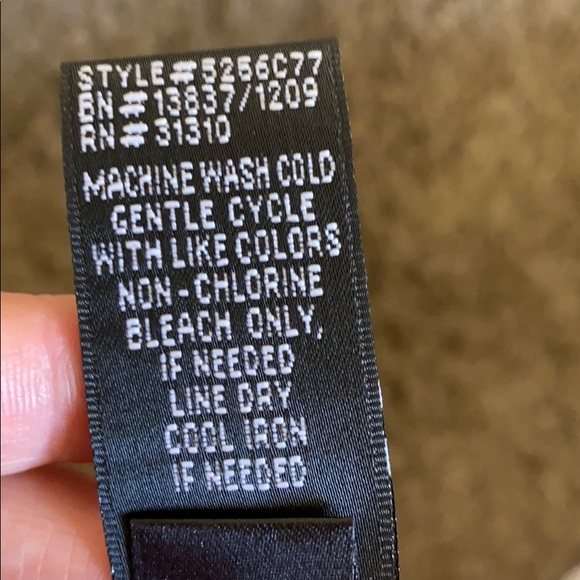 STYLE# 5256C77
BN # 13837/1209
RN# 31310
MACHINE WASH COLD
GENTLE CYCLE
WITH LIKE COLORS
NON-CHLORINE
BLEACH ONLY,
IF NEEDED
LINE DRY
COOL IRON
IF NEEDED